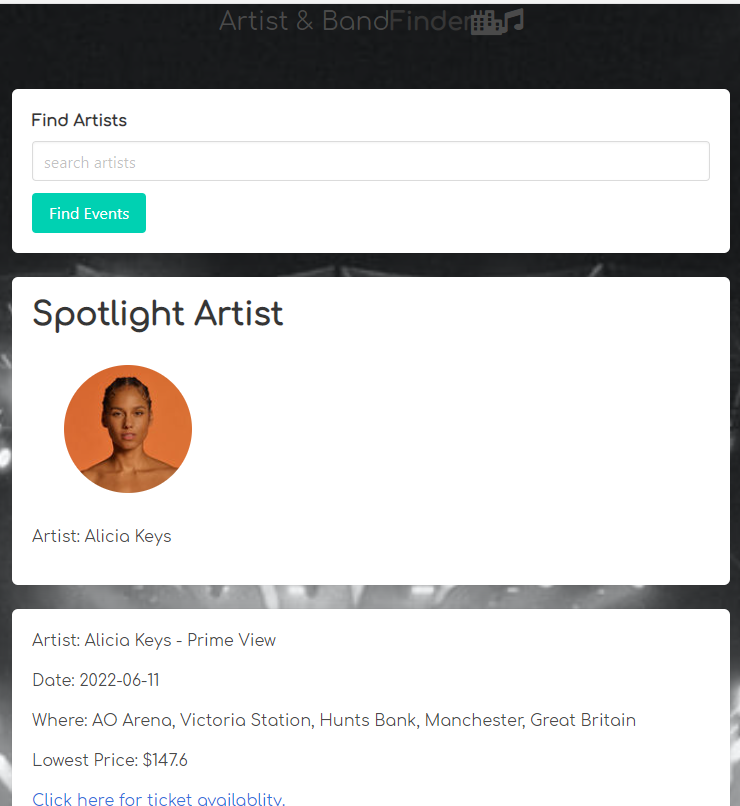 Artist & BandFinder
Find Artists
search artists
Find Events
Spotlight Artist
Artist: Alicia Keys
Artist: Alicia Keys - Prime View
Date: 2022-06-11
Where: AO Arena, Victoria Station, Hunts Bank, Manchester, Great Britain
Lowest Price: $147.6
Click here for ticket availablity.